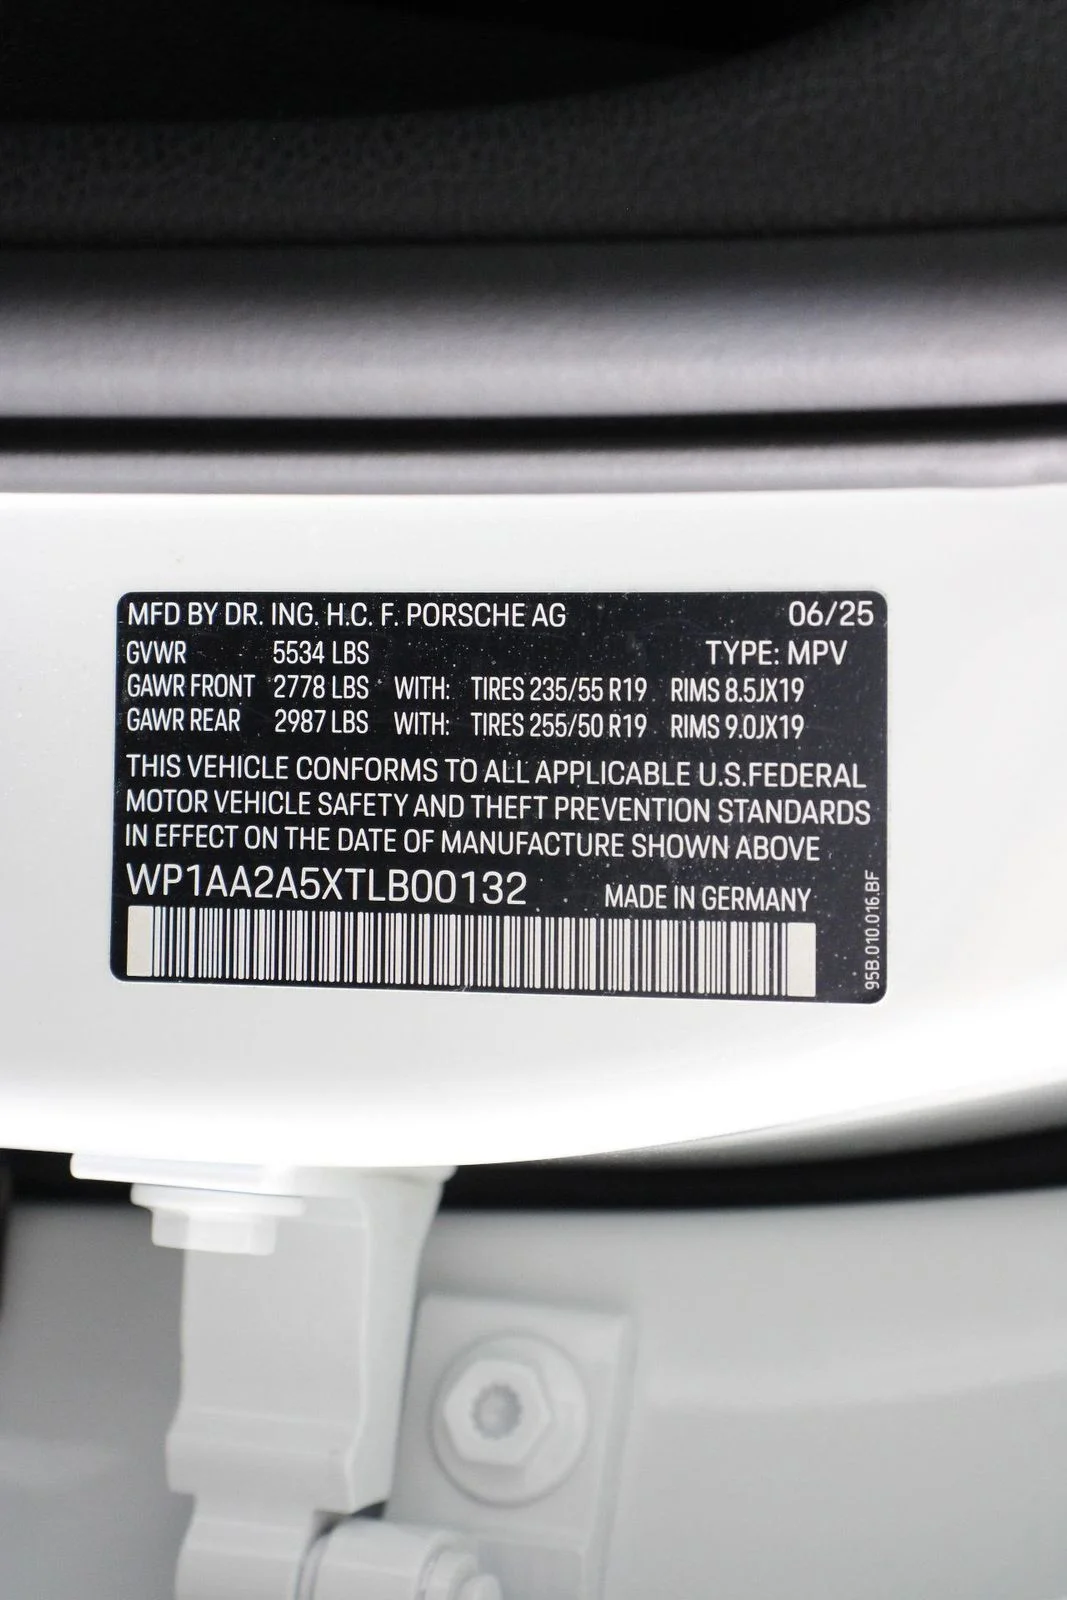 MFD BY DR. ING. H.C. F. PORSCHE AG 06/25
GVWR 5534 LBS TYPE: MPV
GAWR FRONT 2778 LBS WITH: TIRES 235/55 R19 RIMS 8.5JX19
GAWR REAR 2987 LBS WITH: TIRES 255/50 R19 RIMS 9.0JX19
THIS VEHICLE CONFORMS TO ALL APPLICABLE U.S.FEDERAL
MOTOR VEHICLE SAFETY AND THEFT PREVENTION STANDARDS
IN EFFECT ON THE DATE OF MANUFACTURE SHOWN ABOVE
WP1AA2A5XTLB00132 MADE IN GERMANY
95B.010.016.BF